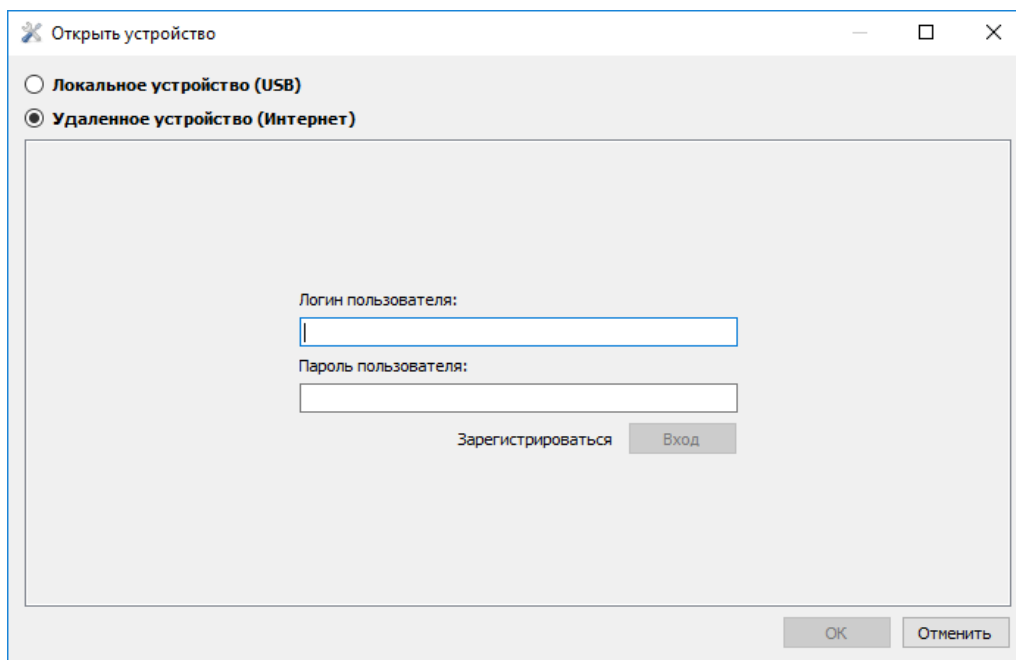 Открыть устройство
Локальное устройство (USB)
Удаленное устройство (Интернет)
Логин пользователя:
Пароль пользователя:
Зарегистрироваться Вход
OK Отменить